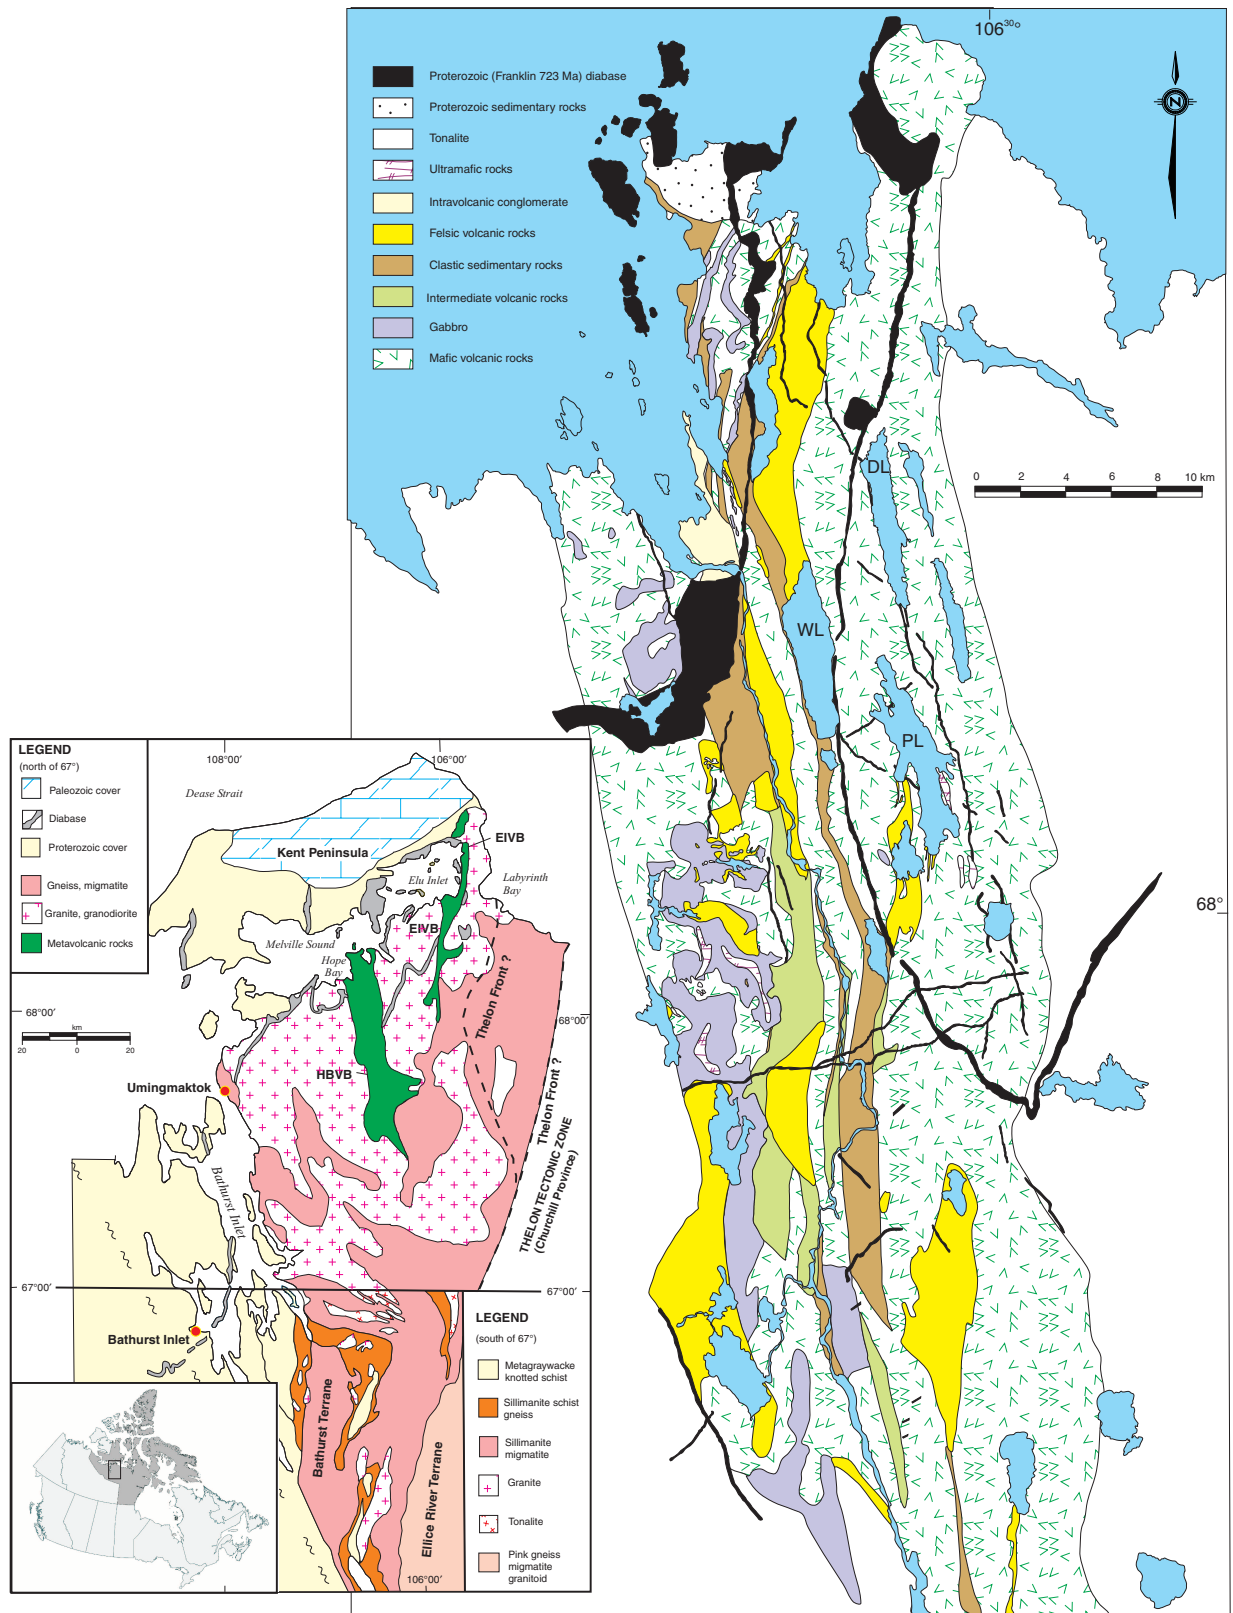 106³⁰°
N
Proterozoic (Franklin 723 Ma) diabase
Proterozoic sedimentary rocks
Tonalite
Ultramafic rocks
Intravolcanic conglomerate
Felsic volcanic rocks
Clastic sedimentary rocks
Intermediate volcanic rocks
Gabbro
Mafic volcanic rocks
0 2 4 6 8 10 km
DL
WL
PL
68°
LEGEND
(north of 67°)
Paleozoic cover
Diabase
Proterozoic cover
Gneiss, migmatite
Granite, granodiorite
Metavolcanic rocks
108°00′
106°00′
Dease Strait
Kent Peninsula
EIVB
Elu Inlet
Labyrinth
Bay
EIVB
Melville Sound
Hope
Bay
Thelon Front ?
68°00′
68°00′
km
20 0 20
HBVB
Umingmaktok
Thelon Front ?
THELON TECTONIC ZONE
(Churchill Province)
Bathurst Inlet
67°00′
67°00′
Bathurst Inlet
Bathurst Terrane
Ellice River Terrane
106°00′
LEGEND
(south of 67°)
Metagraywacke
knotted schist
Sillimanite schist
gneiss
Sillimanite
migmatite
Granite
Tonalite
Pink gneiss
migmatite
granitoid